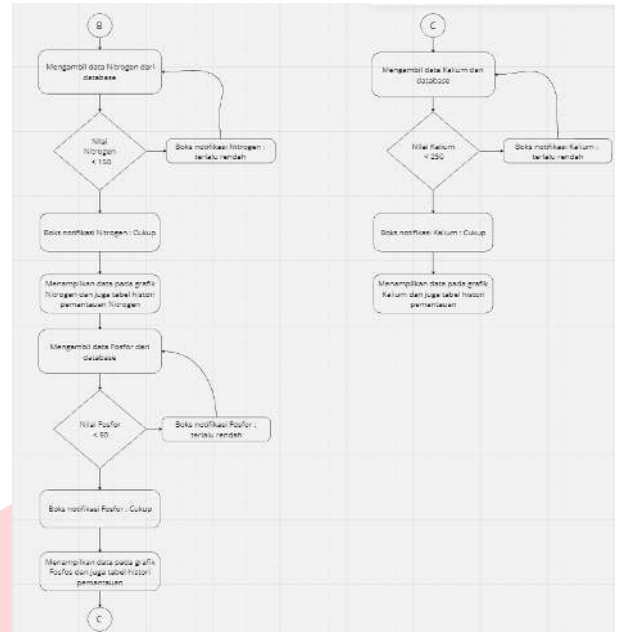 B
Mengambil data Nitrogen dari
database
Nilai
Nitrogen
< 150
Boks notifikasi Nitrogen :
terlalu rendah
Boks notifikasi Nitrogen : Cukup
Menampilkan data pada grafik
Nitrogen dan juga tabel histori
pemantauan Nitrogen
Mengambil data Fosfor dari
database
Nilai Fosfor
< 90
Boks notifikasi Fosfor :
terlalu rendah
Boks notifikasi Fosfor : Cukup
Menampilkan data pada grafik
Fosfos dan juga tabel histori
pemantauan
C
C
Mengambil data Kalium dari
database
Nilai Kalium
< 250
Boks notifikasi Kalium :
terlalu rendah
Boks notifikasi Kalium : Cukup
Menampilkan data pada grafik
Kalium dan juga tabel histori
pemantauan